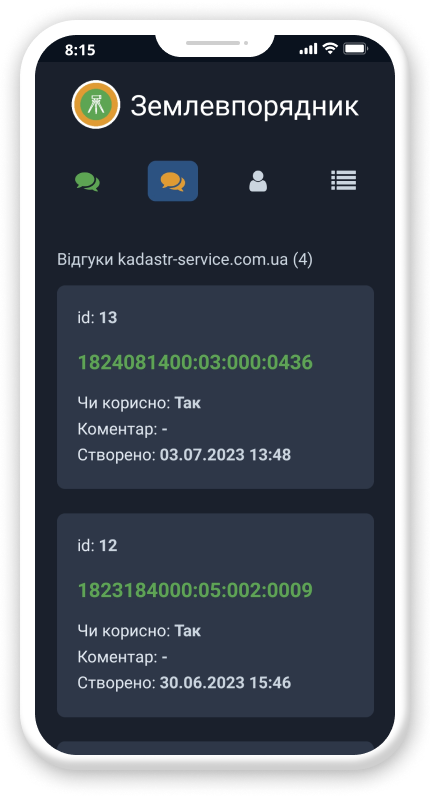 8:15
Землевпорядник
Відгуки kadastr-service.com.ua (4)
id: 13
1824081400:03:000:0436
Чи корисно: Так
Коментар: -
Створено: 03.07.2023 13:48
id: 12
1823184000:05:002:0009
Чи корисно: Так
Коментар: -
Створено: 30.06.2023 15:46